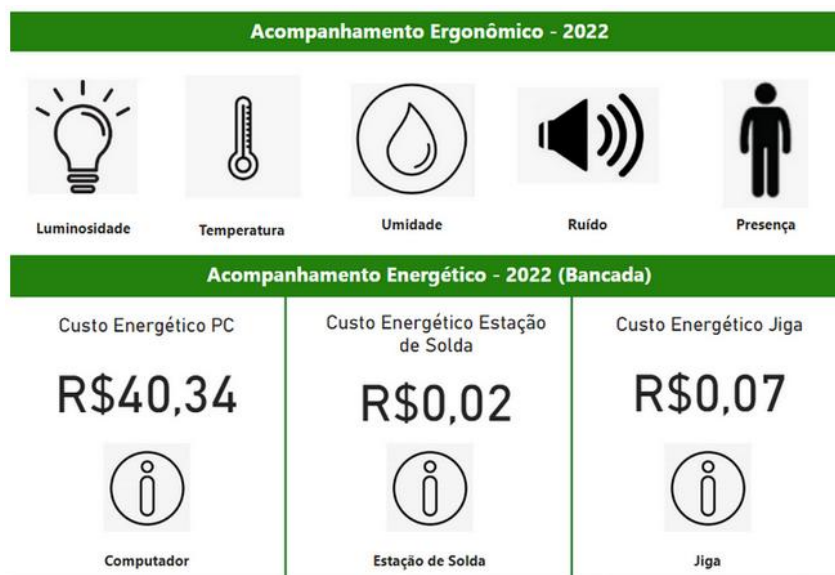 Acompanhamento Ergonômico - 2022
Luminosidade
Temperatura
Umidade
Ruído
Presença
Acompanhamento Energético - 2022 (Bancada)
Custo Energético PC
R$40,34
Computador
Custo Energético Estação
de Solda
R$0,02
Estação de Solda
Custo Energético Jiga
R$0,07
Jiga